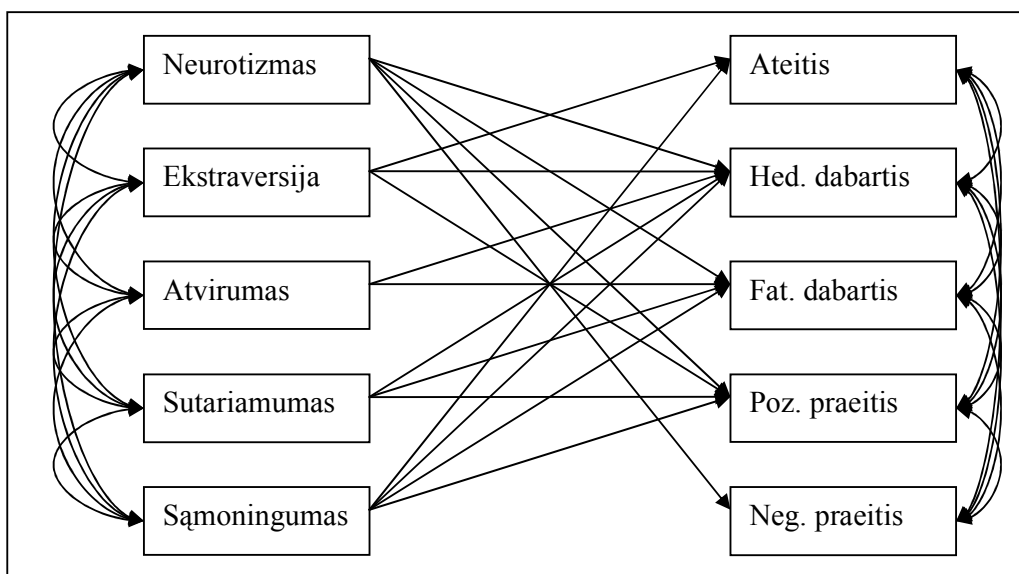 Neurotizmas
Ekstraversija
Atvirumas
Sutariamumas
Sąmoningumas
Ateitis
Hed. dabartis
Fat. dabartis
Poz. praeitis
Neg. praeitis